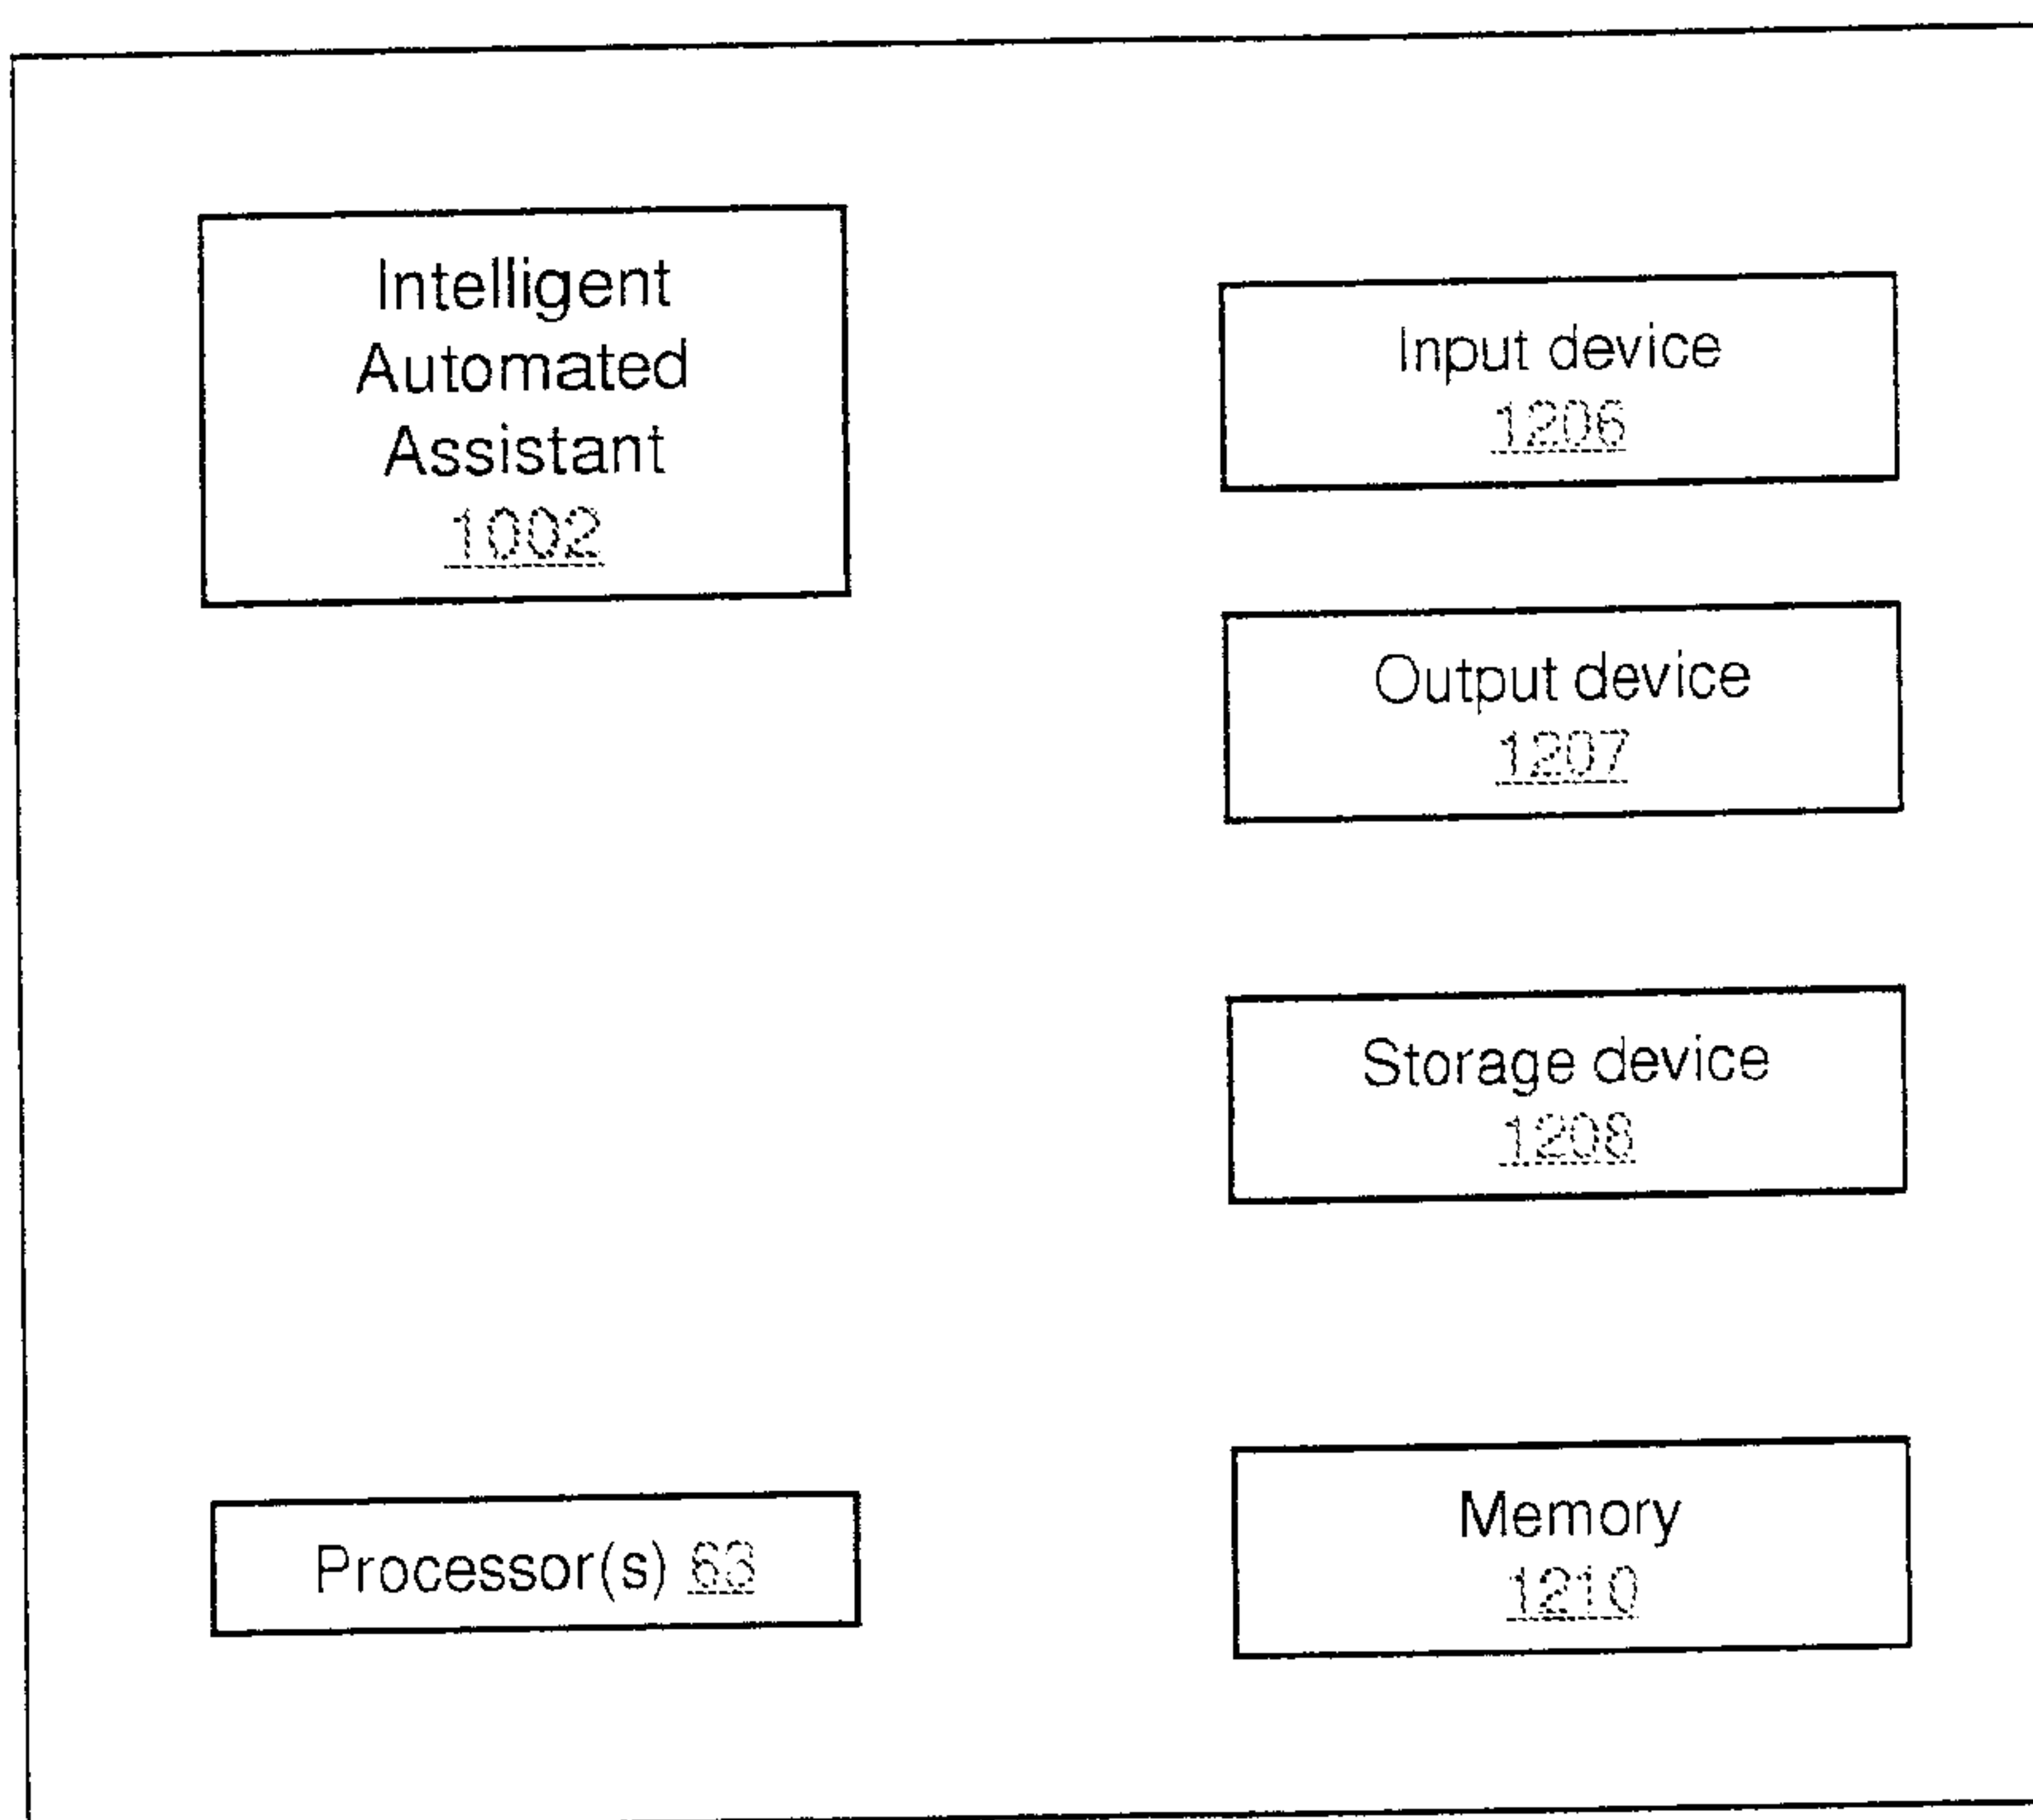 Intelligent
Automated
Assistant
1002
Input device
1206
Output device
1207
Storage device
1208
Processor(s) 63
Memory
1210